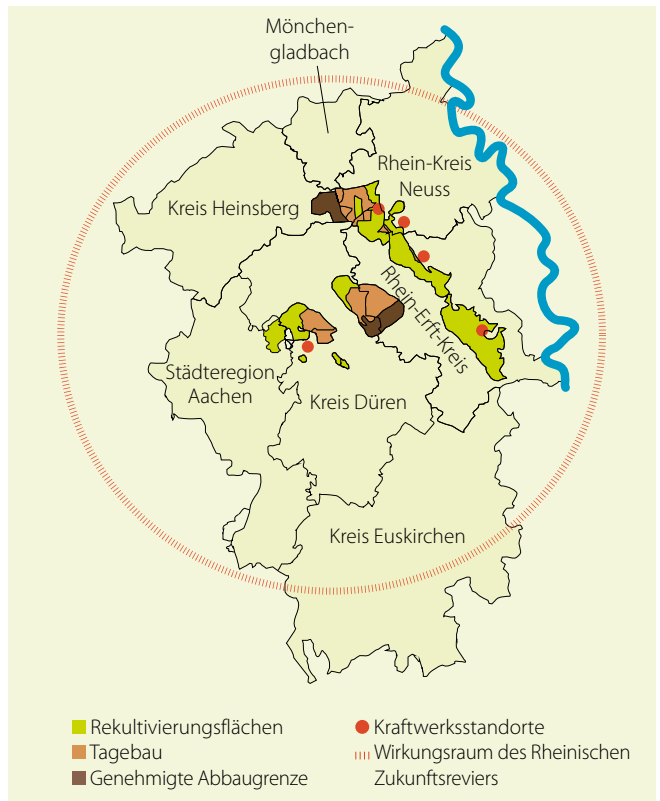 Mönchen-
gladbach
Rhein-Kreis
Neuss
Kreis Heinsberg
Rhein-Erft-Kreis
Städteregion
Aachen
Kreis Düren
Kreis Euskirchen
Rekultivierungsflächen
Tagebau
Genehmigte Abbaugrenze
Kraftwerksstandorte
Wirkungsraum des Rheinischen
Zukunftsreviers